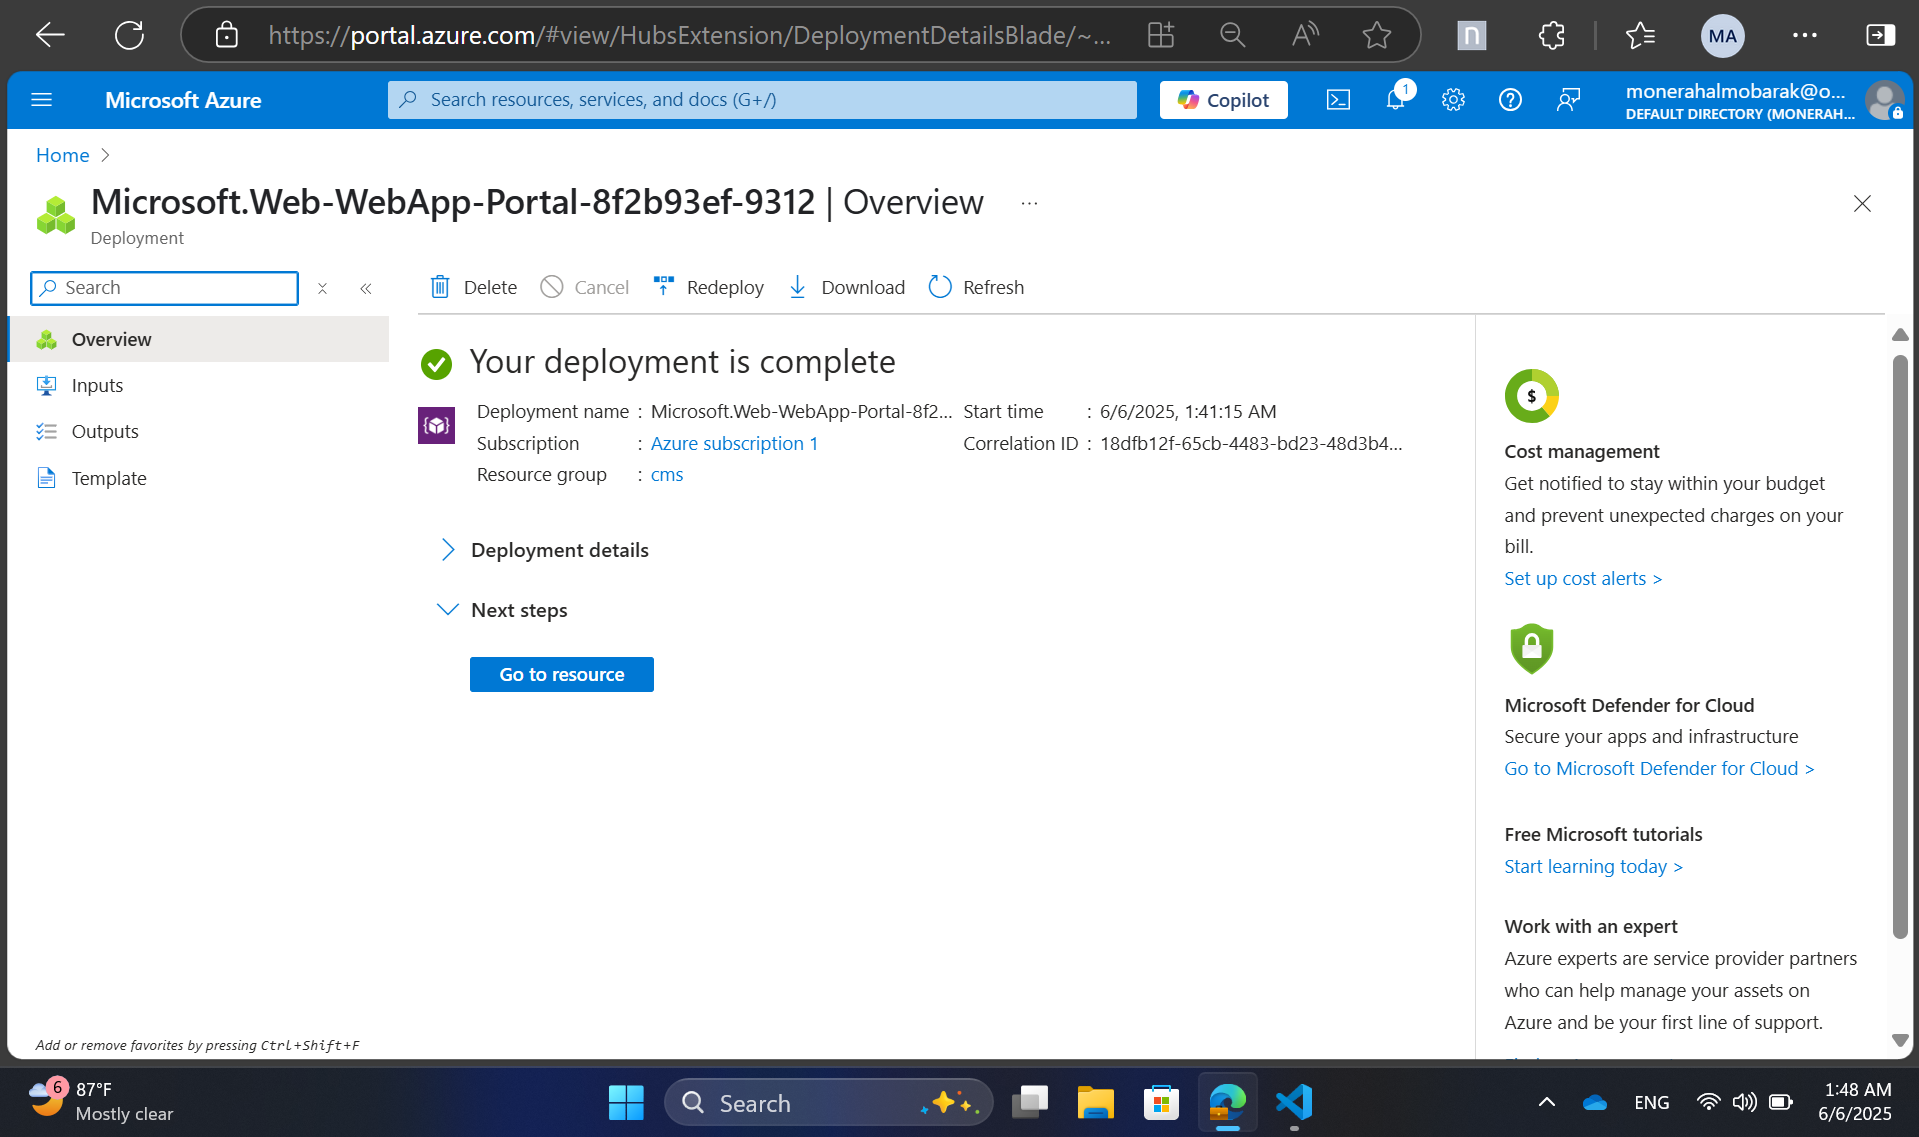 https://portal.azure.com/#view/HubsExtension/DeploymentDetailsBlade/~...
n
MA
Microsoft Azure
Search resources, services, and docs (G+/)
Copilot
1
monerahalmobarak@o...
DEFAULT DIRECTORY (MONERAH...
Home
Microsoft.Web-WebApp-Portal-8f2b93ef-9312 | Overview ...
Deployment
Search
Delete
Cancel
Redeploy
Download
Refresh
Overview
Inputs
Outputs
Template
Your deployment is complete
Deployment name : Microsoft.Web-WebApp-Portal-8f2...
Subscription : Azure subscription 1
Resource group : cms
Start time : 6/6/2025, 1:41:15 AM
Correlation ID : 18dfb12f-65cb-4483-bd23-48d3b4...
Deployment details
Next steps
Go to resource
$
Cost management
Get notified to stay within your budget
and prevent unexpected charges on your
bill.
Set up cost alerts >
Microsoft Defender for Cloud
Secure your apps and infrastructure
Go to Microsoft Defender for Cloud >
Free Microsoft tutorials
Start learning today >
Work with an expert
Azure experts are service provider partners
who can help manage your assets on
Azure and be your first line of support.
Add or remove favorites by pressing Ctrl+Shift+F
6
87°F
Mostly clear
Search
ENG
1:48 AM
6/6/2025